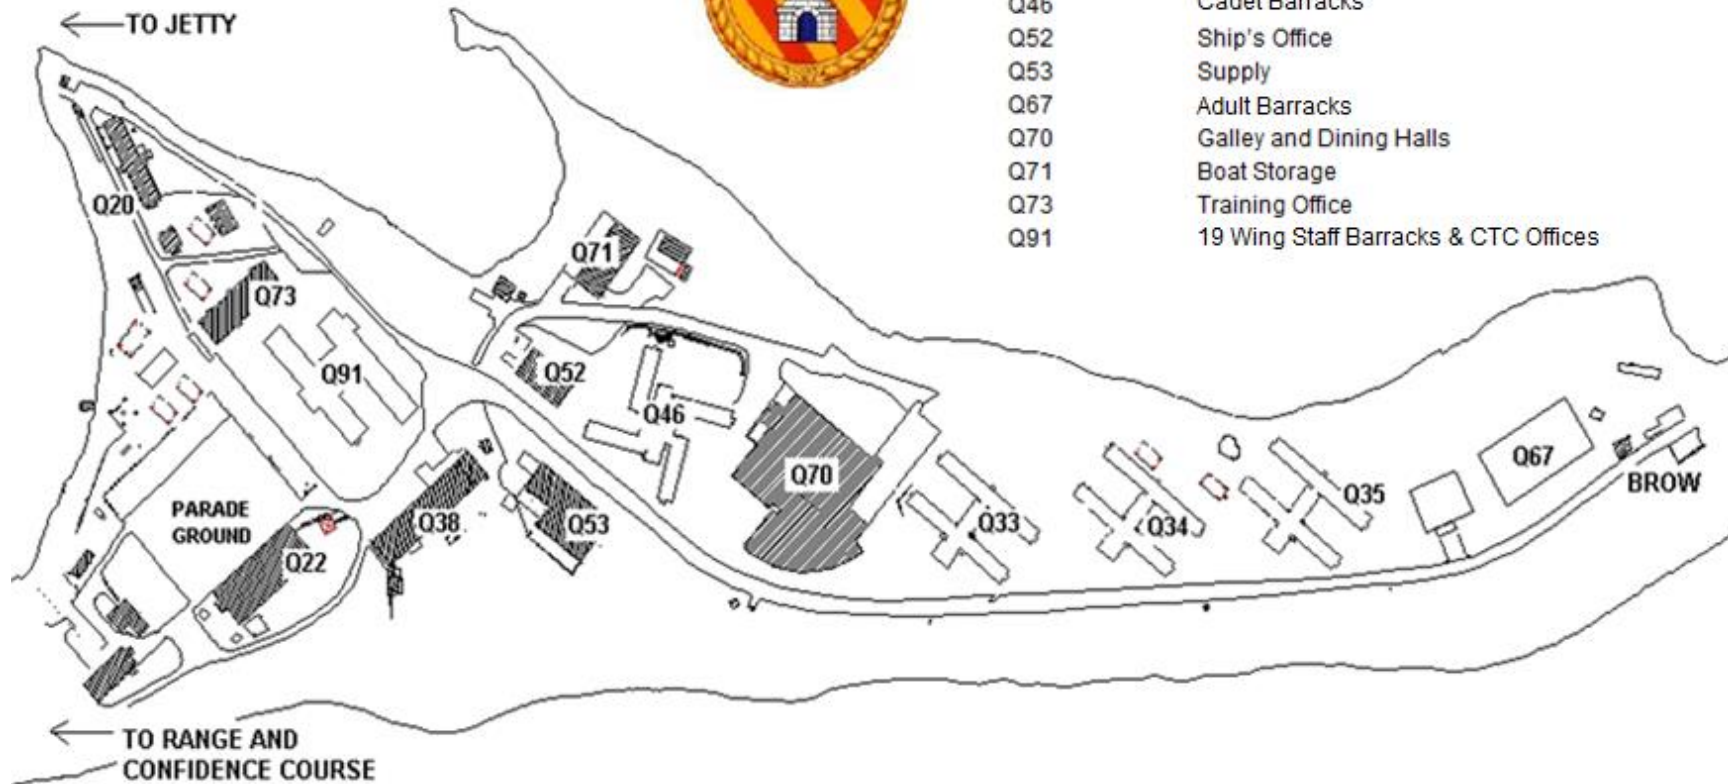 TO JETTY
Q46 Cadet Barracks
Q52 Ship's Office
Q53 Supply
Q67 Adult Barracks
Q70 Galley and Dining Halls
Q71 Boat Storage
Q73 Training Office
Q91 19 Wing Staff Barracks & CTC Offices
Q20
Q71
Q73
Q91
Q52
Q46
Q70
Q67
BROW
Q35
Q33
Q34
Q38
Q53
PARADE
GROUND
Q22
TO RANGE AND
CONFIDENCE COURSE